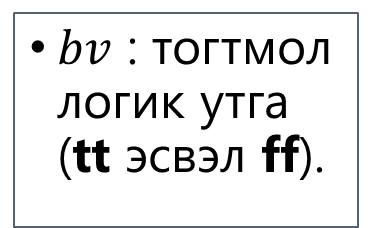 • bv : тогтмол
логик утга
(tt эсвэл ff).